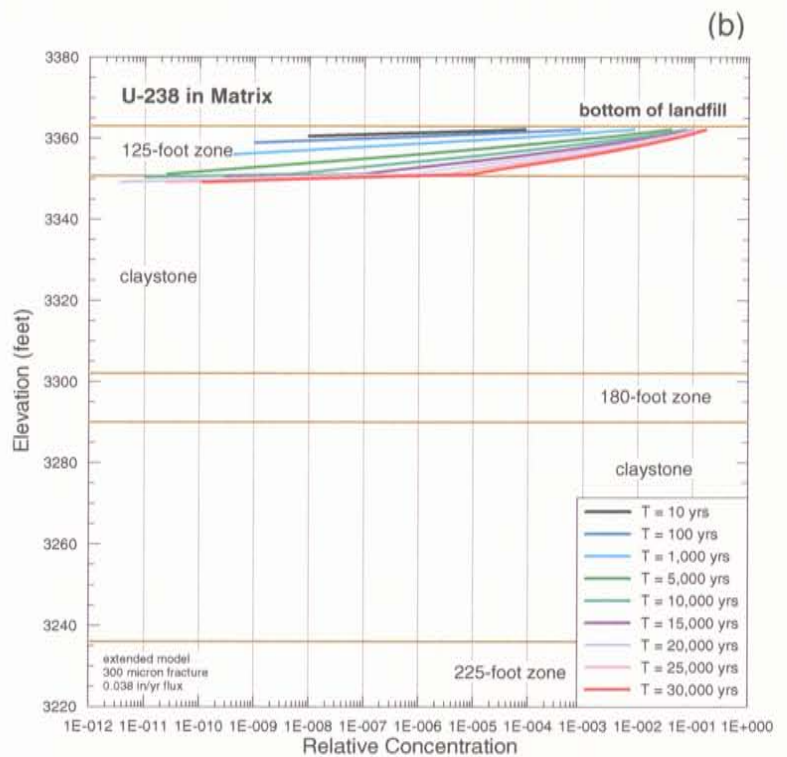 (b)
3380
U-238 in Matrix
bottom of landfill
3360
125-foot zone
3340
claystone
3320
Elevation (feet)
3300
180-foot zone
3280
claystone
T = 10 yrs
T = 100 yrs
3260
T = 1,000 yrs
T = 5,000 yrs
T = 10,000 yrs
3240
T = 15,000 yrs
T = 20,000 yrs
T = 25,000 yrs
T = 30,000 yrs
extended model
300 micron fracture
0.038 in/yr flux
225-foot zone
3220
1E-012 1E-011 1E-010 1E-009 1E-008 1E-007 1E-006 1E-005 1E-004 1E-003 1E-002 1E-001 1E+000
Relative Concentration